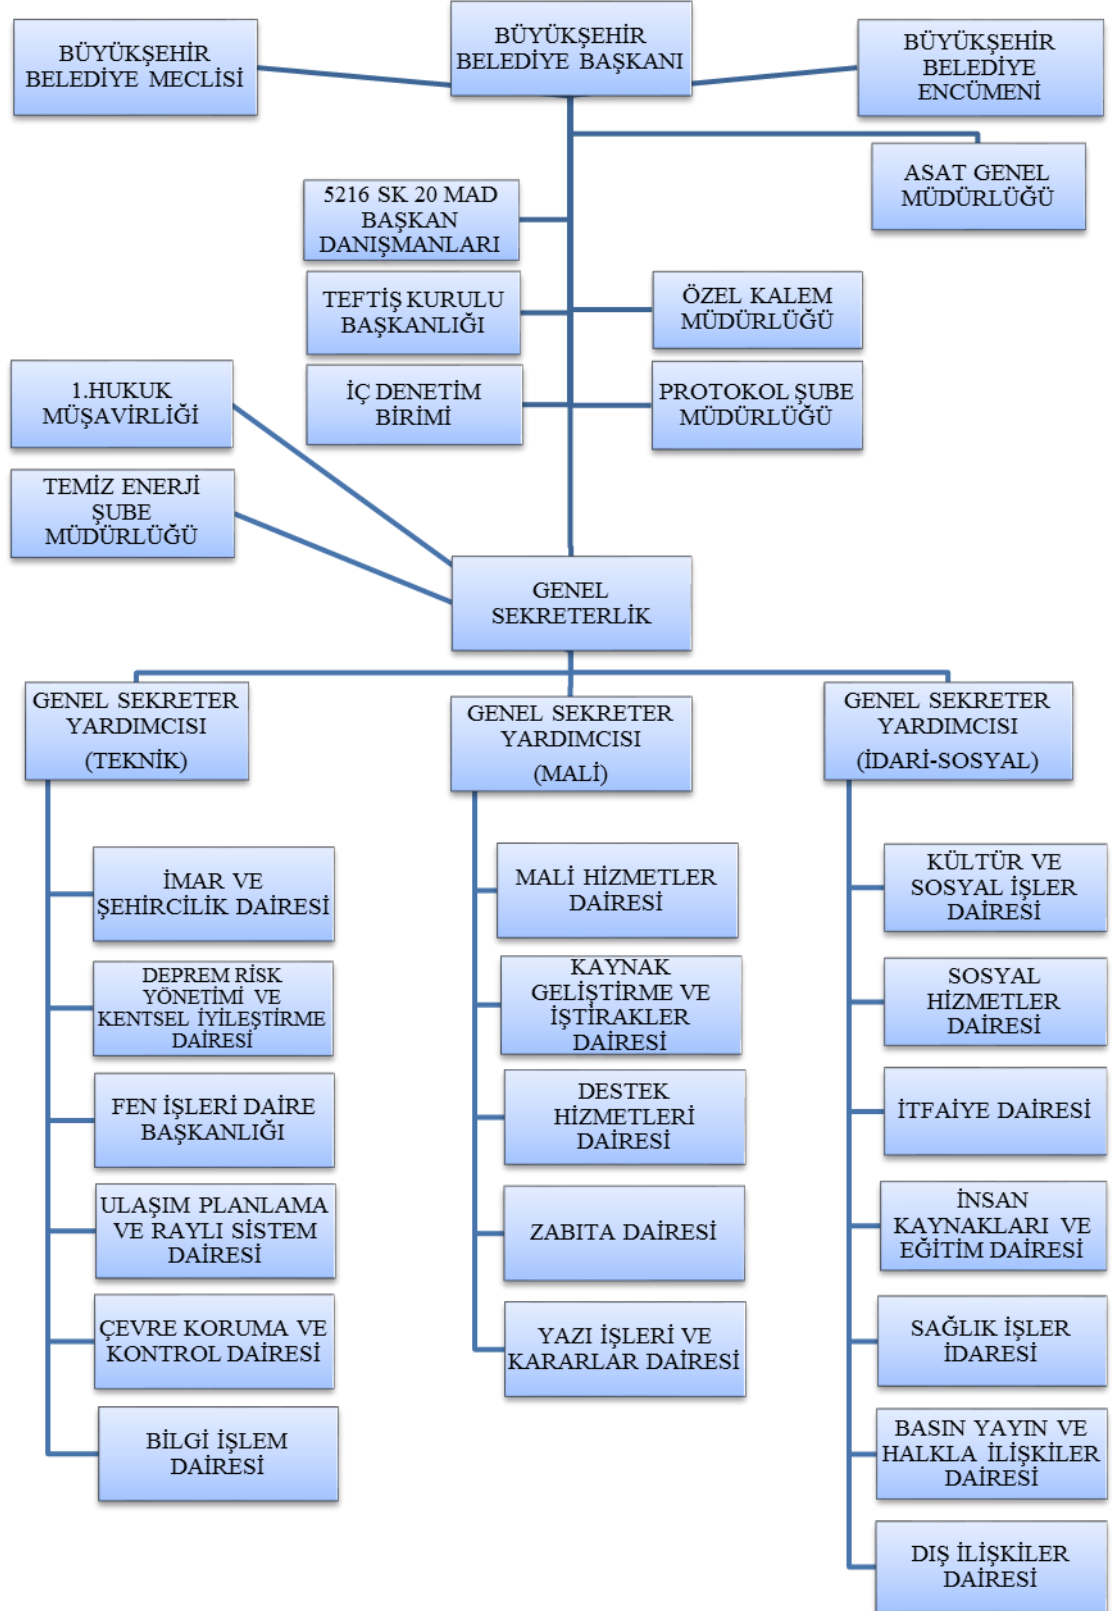 BÜYÜKŞEHİR
BELEDİYE MECLİSİ
BÜYÜKŞEHİR
BELEDİYE BAŞKANI
BÜYÜKŞEHİR
BELEDİYE
ENCÜMENİ
ASAT GENEL
MÜDÜRLÜĞÜ
5216 SK 20 MAD
BAŞKAN
DANIŞMANLARI
TEFTİŞ KURULU
BAŞKANLIĞI
ÖZEL KALEM
MÜDÜRLÜĞÜ
1.HUKUK
MÜŞAVİRLİĞİ
İÇ DENETİM
BİRİMİ
PROTOKOL ŞUBE
MÜDÜRLÜĞÜ
TEMİZ ENERJİ
ŞUBE
MÜDÜRLÜĞÜ
GENEL
SEKRETERLİK
GENEL SEKRETER
YARDIMCISI
(TEKNİK)
GENEL SEKRETER
YARDIMCISI
(MALİ)
GENEL SEKRETER
YARDIMCISI
(İDARİ-SOSYAL)
İMAR VE
ŞEHİRCİLİK DAİRESİ
DEPREM RİSK
YÖNETİMİ VE
KENTSEL İYİLEŞTİRME
DAİRESİ
FEN İŞLERİ DAİRE
BAŞKANLIĞI
ULAŞIM PLANLAMA
VE RAYLI SİSTEM
DAİRESİ
ÇEVRE KORUMA VE
KONTROL DAİRESİ
BİLGİ İŞLEM
DAİRESİ
MALİ HİZMETLER
DAİRESİ
KAYNAK
GELİŞTİRME VE
İŞTİRAKLER
DAİRESİ
DESTEK
HİZMETLERİ
DAİRESİ
ZABITA DAİRESİ
YAZI İŞLERİ VE
KARARLAR DAİRESİ
KÜLTÜR VE
SOSYAL İŞLER
DAİRESİ
SOSYAL
HİZMETLER
DAİRESİ
İTFAİYE DAİRESİ
İNSAN
KAYNAKLARI VE
EĞİTİM DAİRESİ
SAĞLIK İŞLER
İDARESİ
BASIN YAYIN VE
HALKLA İLİŞKİLER
DAİRESİ
DIŞ İLİŞKİLER
DAİRESİ